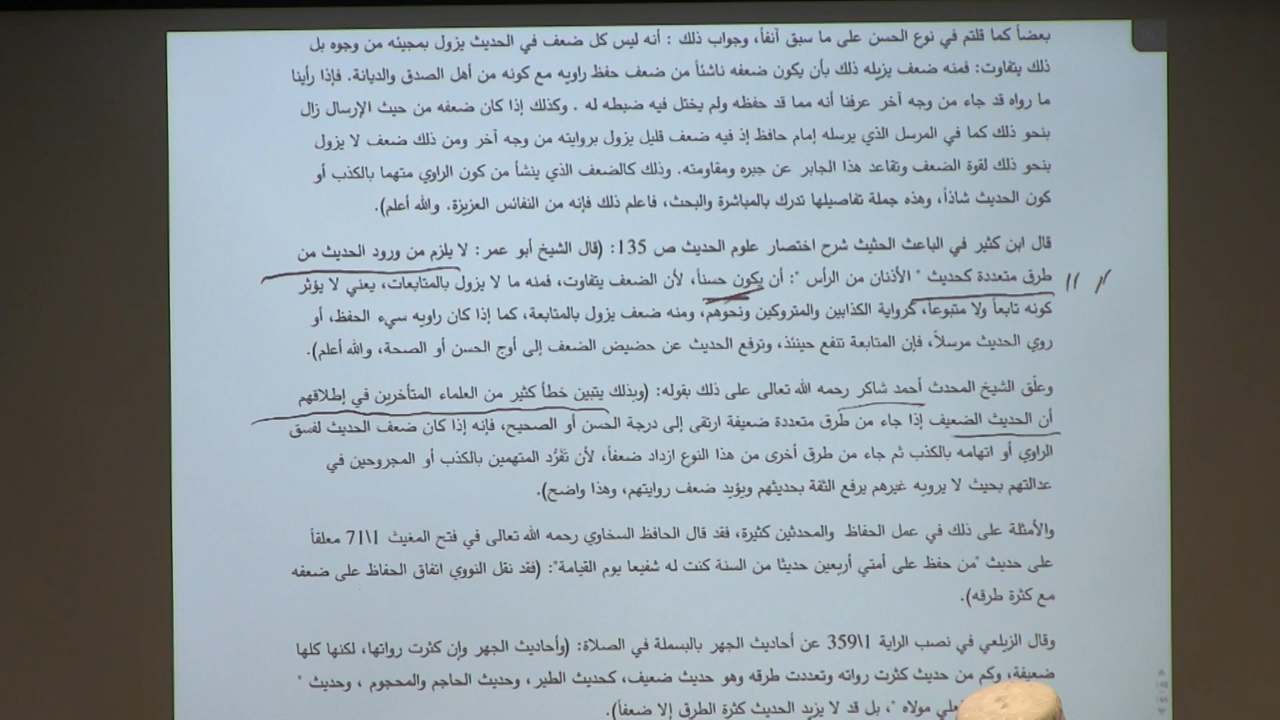 بعضاً كما قلتم في نوع الحسن على ما سبق آنفاً، وجواب ذلك : أنه ليس كل ضعف في الحديث يزول بمجيئه من وجوه بل
ذلك يتفاوت: فمنه ضعف يزيله ذلك بأن يكون ضعفه ناشئاً من ضعف حفظ راويه مع كونه من أهل الصدق والديانة. فإذا رأينا
ما رواه قد جاء من وجه آخر عرفنا أنه مما قد حفظه ولم يختل فيه ضبطه له . وكذلك إذا كان ضعفه من حيث الإرسال زال
بنحو ذلك كما في المرسل الذي يرسله إمام حافظ إذ فيه ضعف قليل يزول بروايته من وجه آخر ومن ذلك ضعف لا يزول
بنحو ذلك لقوة الضعف وتقاعد هذا الجابر عن جبره ومقاومته. وذلك كالضعف الذي ينشأ من كون الراوي متهما بالكذب أو
كون الحديث شاذاً، وهذه جملة تفاصيلها تدرك بالمباشرة والبحث، فاعلم ذلك فإنه من النفائس العزيزة. والله أعلم).
قال ابن كثير في الباعث الحثيث شرح اختصار علوم الحديث ص 135: (قال الشيخ أبو عمر: لا يلزم من ورود الحديث من
طرق متعددة كحديث " الأذنان من الرأس ": أن يكون حسناً، لأن الضعف يتفاوت، فمنه ما لا يزول بالمتابعات، يعني لا يؤثر
كونه تابعاً ولا متبوعاً، كرواية الكذابين والمتروكين ونحوهم، ومنه ضعف يزول بالمتابعة، كما إذا كان راويه سيء الحفظ، أو
روي الحديث مرسلاً، فإن المتابعة تنفع حينئذ، وترفع الحديث عن حضيض الضعف إلى أوج الحسن أو الصحة، والله أعلم).
وعلّق الشيخ المحدث أحمد شاكر رحمه الله تعالى على ذلك بقوله: (وبذلك يتبين خطأ كثير من العلماء المتأخرين في إطلاقهم
أن الحديث الضعيف إذا جاء من طرق متعددة ضعيفة ارتقى إلى درجة الحسن أو الصحيح، فإنه إذا كان ضعف الحديث لفسق
الراوي أو اتهامه بالكذب ثم جاء من طرق أخرى من هذا النوع ازداد ضعفاً، لأن تَفَرُّد المتهمين بالكذب أو المجروحين في
عدالتهم بحيث لا يرويه غيرهم يرفع الثقة بحديثهم ويؤيد ضعف روايتهم، وهذا واضح).
والأمثلة على ذلك في عمل الحفاظ والمحدثين كثيرة، فقد قال الحافظ السخاوي رحمه الله تعالى في فتح المغيث 1\71 معلقاً
على حديث "من حفظ على أمتي أربعين حديثا من السنة كنت له شفيعا يوم القيامة": (فقد نقل النووي اتفاق الحفاظ على ضعفه
مع كثرة طرقه).
وقال الزيلعي في نصب الراية 1\359 عن أحاديث الجهر بالبسملة في الصلاة: (وأحاديث الجهر وإن كثرت رواتها، لكنها كلها
ضعيفة، وكم من حديث كثرت رواته وتعددت طرقه وهو حديث ضعيف، كحديث الطير، وحديث الحاجم والمحجوم ، وحديث "
علي مولاه "، بل قد لا يزيد الحديث كثرة الطرق إلا ضعفاً).